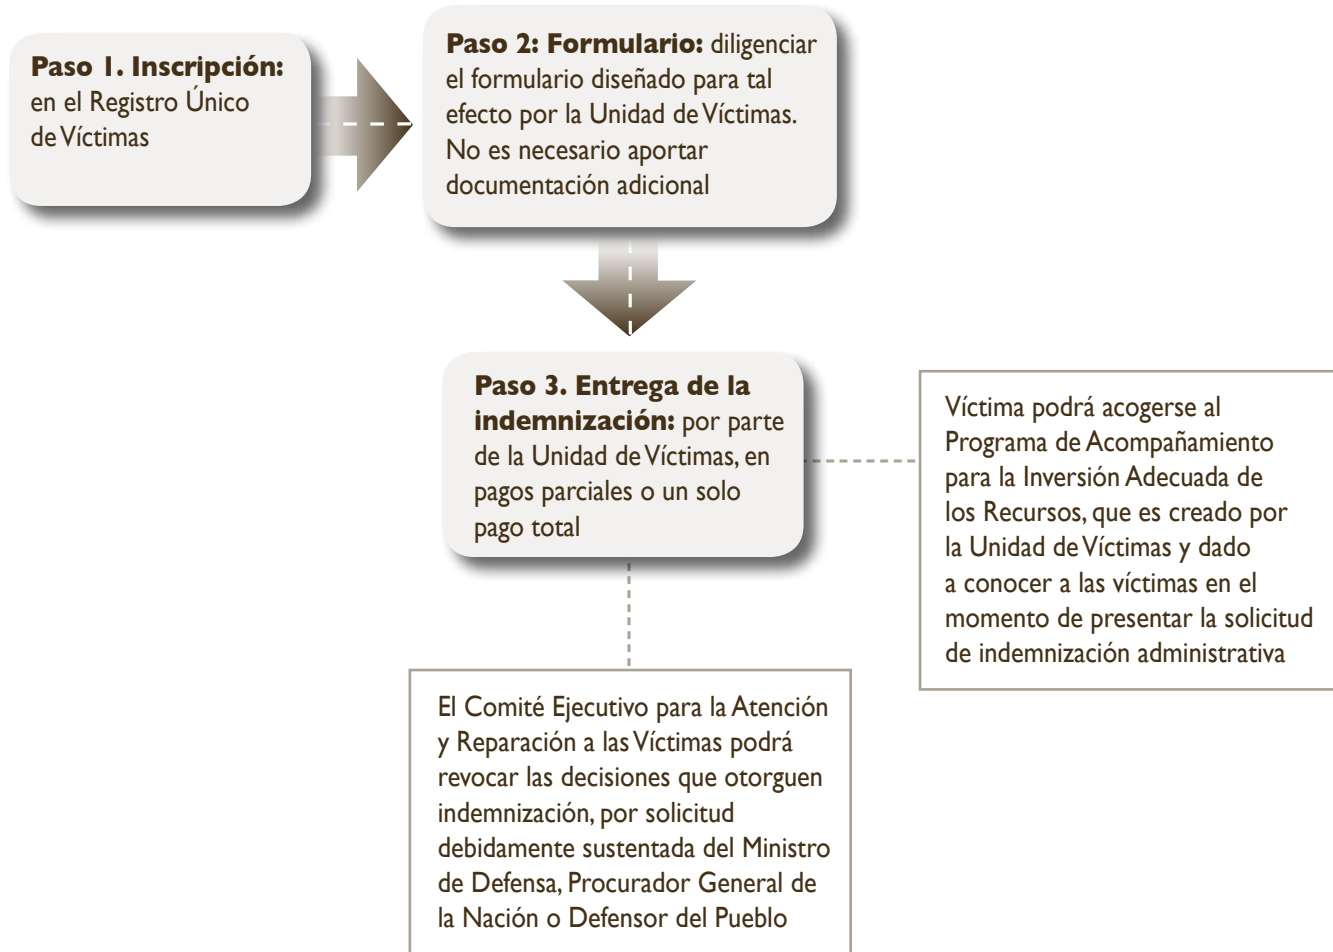 Paso 1. Inscripción:
en el Registro Único
de Víctimas
Paso 2: Formulario: diligenciar
el formulario diseñado para tal
efecto por la Unidad de Víctimas.
No es necesario aportar
documentación adicional
Paso 3. Entrega de la
indemnización: por parte
de la Unidad de Víctimas, en
pagos parciales o un solo
pago total
Víctima podrá acogerse al
Programa de Acompañamiento
para la Inversión Adecuada de
los Recursos, que es creado por
la Unidad de Víctimas y dado
a conocer a las víctimas en el
momento de presentar la solicitud
de indemnización administrativa
El Comité Ejecutivo para la Atención
y Reparación a las Víctimas podrá
revocar las decisiones que otorguen
indemnización, por solicitud
debidamente sustentada del Ministro
de Defensa, Procurador General de
la Nación o Defensor del Pueblo